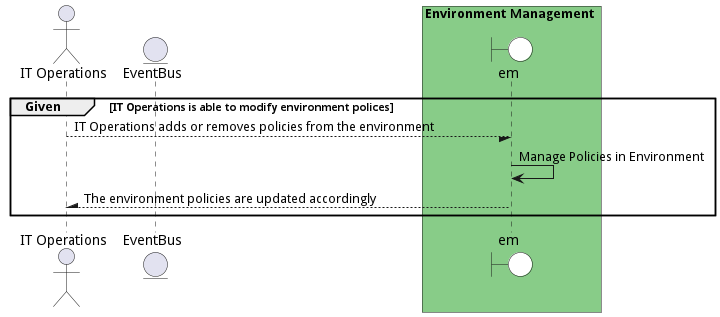 Environment Management
IT Operations
EventBus
em
Given
[IT Operations is able to modify environment polices]
IT Operations adds or removes policies from the environment
Manage Policies in Environment
The environment policies are updated accordingly
IT Operations
EventBus
em